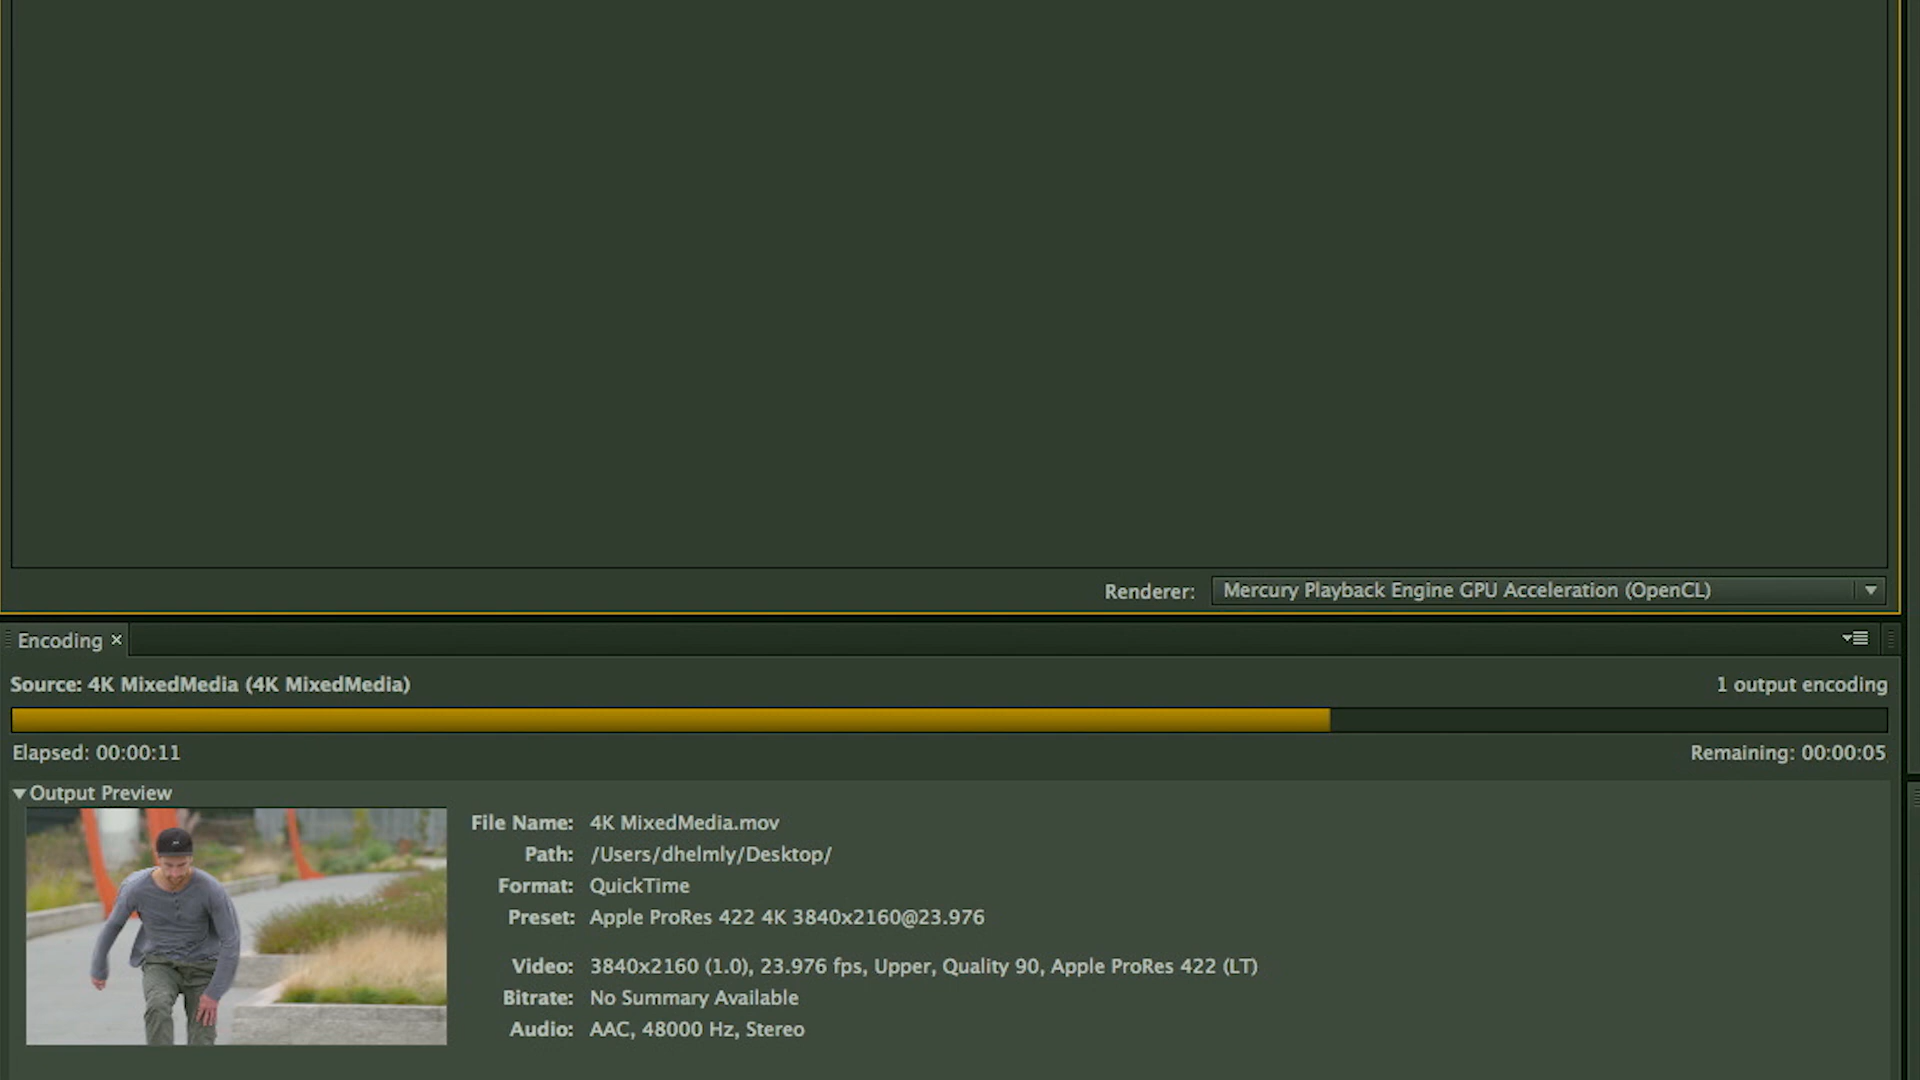 Renderer: Mercury Playback Engine GPU Acceleration (OpenCL)
Encoding ×
Source: 4K MixedMedia (4K MixedMedia) 1 output encoding
Elapsed: 00:00:11 Remaining: 00:00:05
Output Preview
File Name: 4K MixedMedia.mov
Path: /Users/dhelmly/Desktop/
Format: QuickTime
Preset: Apple ProRes 422 4K 3840x2160@23.976
Video: 3840x2160 (1.0), 23.976 fps, Upper, Quality 90, Apple ProRes 422 (LT)
Bitrate: No Summary Available
Audio: AAC, 48000 Hz, Stereo